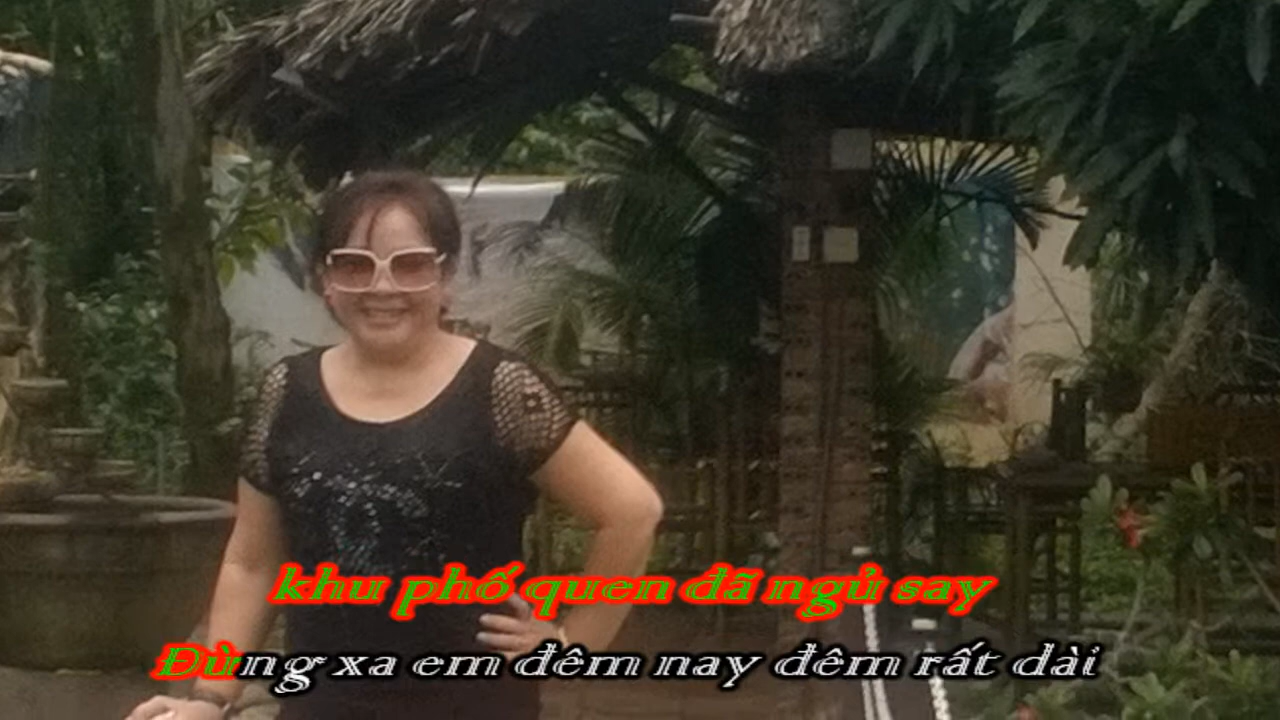 khu phố quen đã ngủ say
Đừng xa em đêm nay đêm rất dài